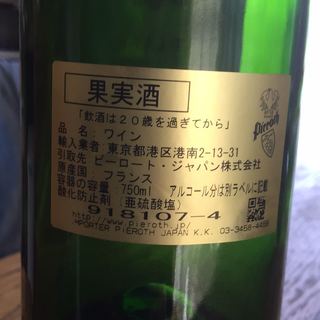 果実酒
「飲酒は20歳を過ぎてから」
Pieroth
品名：ワイン
輸入業者：東京都港区港南2-13-31
引取先 ピーロート・ジャパン株式会社
原産国：フランス
容器の容量：750ml アルコール分は別ラベルに記載
酸化防止剤（亜硫酸塩）
918107-4
http://www.pieroth.jp/
IMPORTER PIEROTH JAPAN K.K. 03-3458-4455